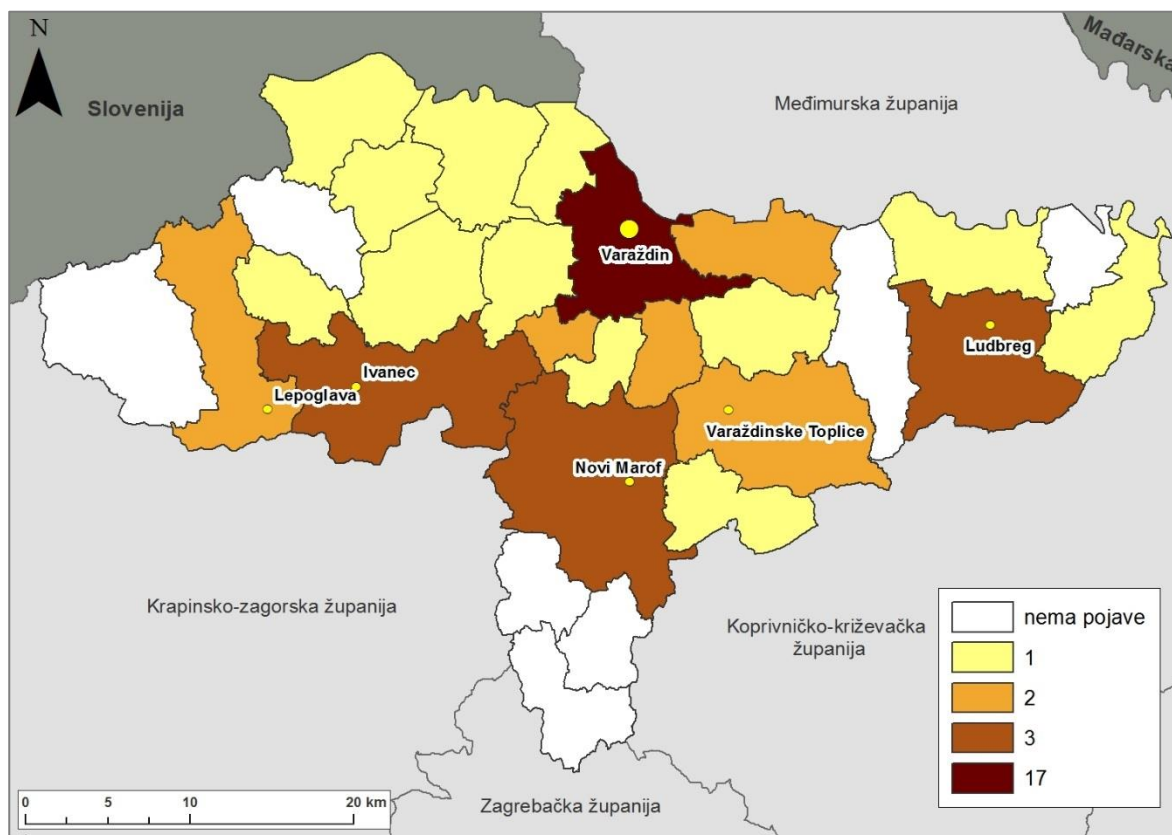 N
Slovenija
Mađarska
Međimurska županija
Varaždin
Ludbreg
Ivanec
Lepoglava
Varaždinske Toplice
Novi Marof
Krapinsko-zagorska županija
Koprivničko-križevačka
županija
Zagrebačka županija
nema pojave
1
2
3
17
0 5 10 20 km